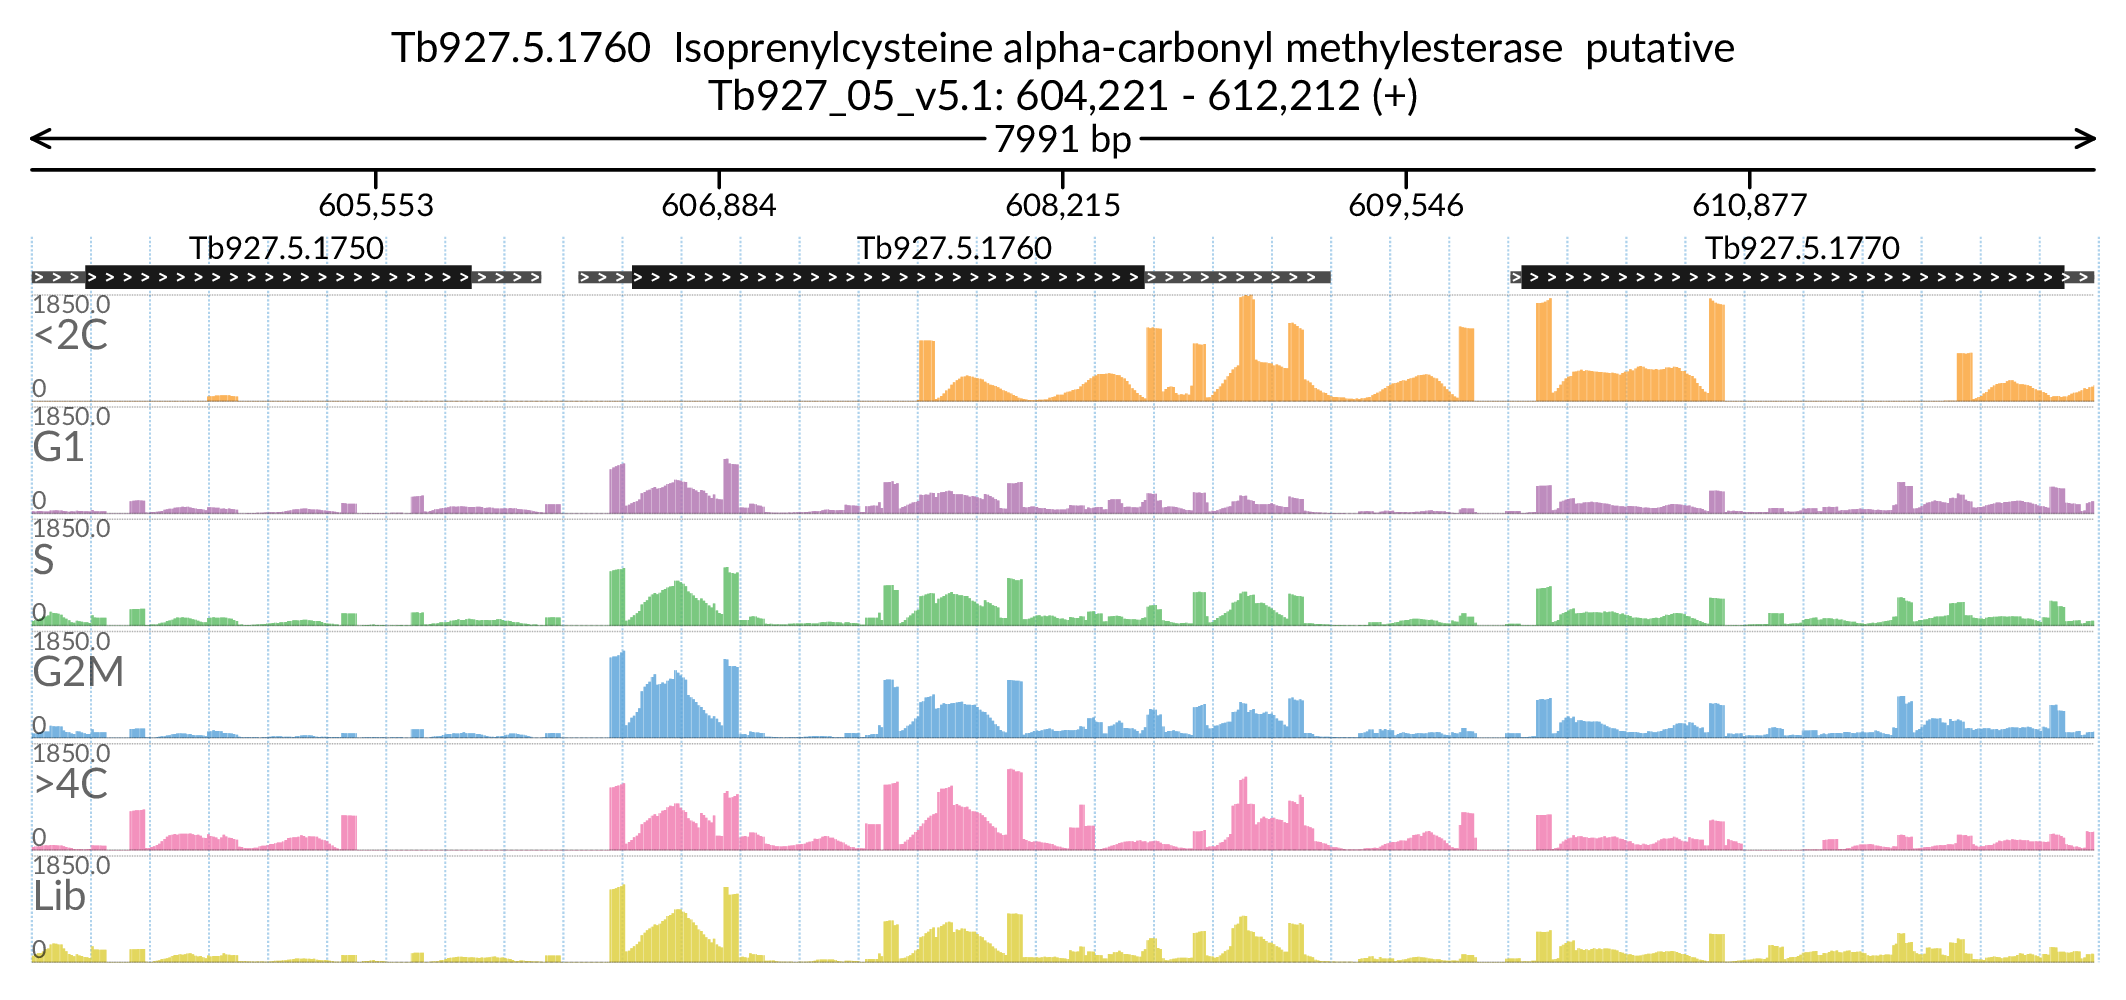 Tb927.5.1760  Isoprenylcysteine alpha-carbonyl methylesterase  putative
Tb927_05_v5.1: 604,221 - 612,212 (+)
7991 bp
605,553 606,884 608,215 609,546 610,877
Tb927.5.1750 Tb927.5.1760 Tb927.5.1770
1850.0
<2C
0
1850.0
G1
0
1850.0
S
0
1850.0
G2M
0
1850.0
>4C
0
1850.0
Lib
0